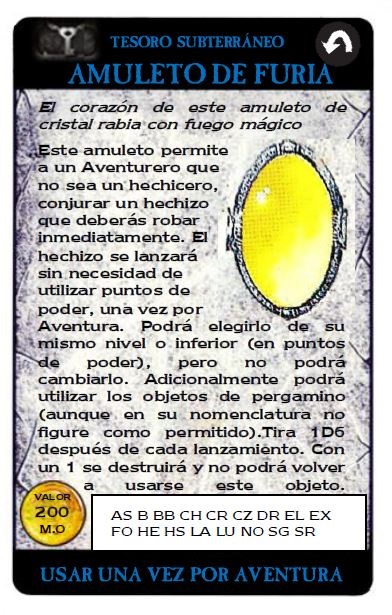 TESORO SUBTERRÁNEO
AMULETO DE FURIA
El corazón de este amuleto de
cristal rabia con fuego mágico
Este amuleto permite
a un Aventurero que
no sea un hechicero,
conjurar un hechizo
que deberás robar
inmediatamente. El
hechizo se lanzará
sin necesidad de
utilizar puntos de
poder, una vez por
Aventura. Podrá elegirlo de su
mismo nivel o inferior (en puntos
de poder), pero no podrá
cambiarlo. Adicionalmente podrá
utilizar los objetos de pergamino
(aunque en su nomenclatura no
figure como permitido).Tira 1D6
después de cada lanzamiento. Con
un 1 se destruirá y no podrá volver
a usarse este objeto.
VALOR
200
M.O
AS B BB CH CR CZ DR EL EX
FO HE HS LA LU NO SG SR
USAR UNA VEZ POR AVENTURA